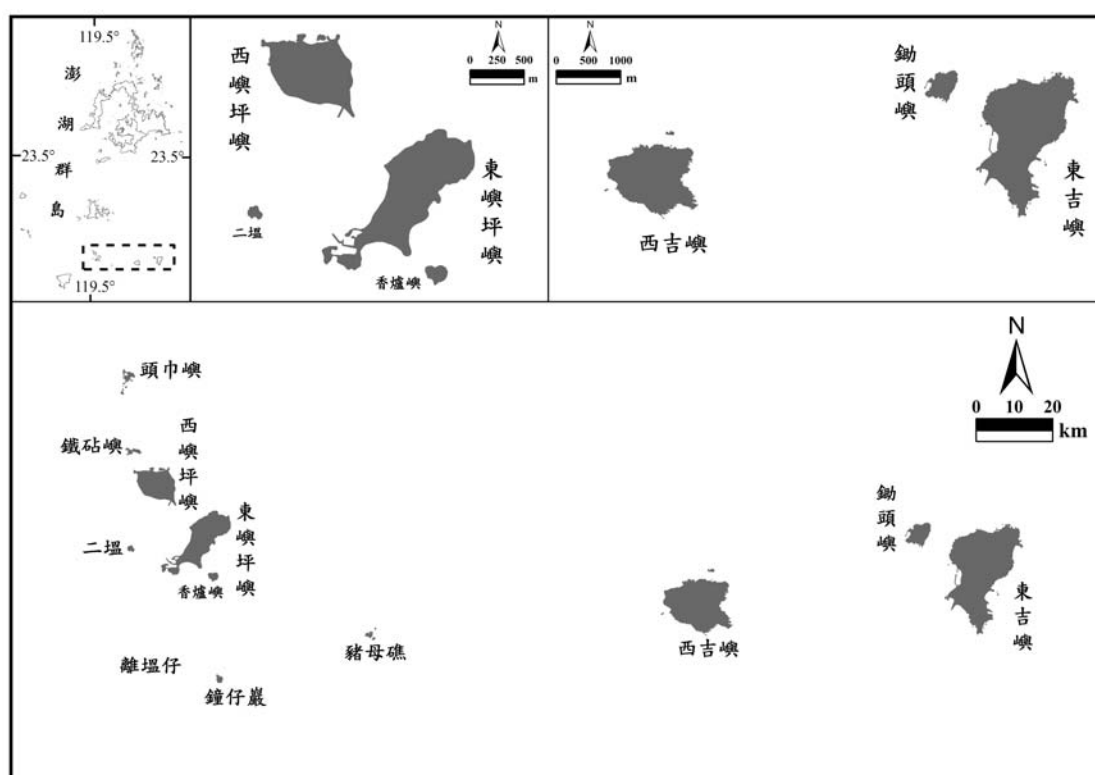 119.5°
澎湖群島
23.5°
23.5°
119.5°
西嶼坪嶼
N
0 250 500
m
二塭
東嶼坪嶼
香爐嶼
N
0 500 1000
m
鋤頭嶼
東吉嶼
西吉嶼
N
0 10 20
km
頭巾嶼
鐵砧嶼
西嶼坪嶼
東嶼坪嶼
二塭
香爐嶼
離塭仔
鐘仔巖
豬母礁
西吉嶼
鋤頭嶼
東吉嶼